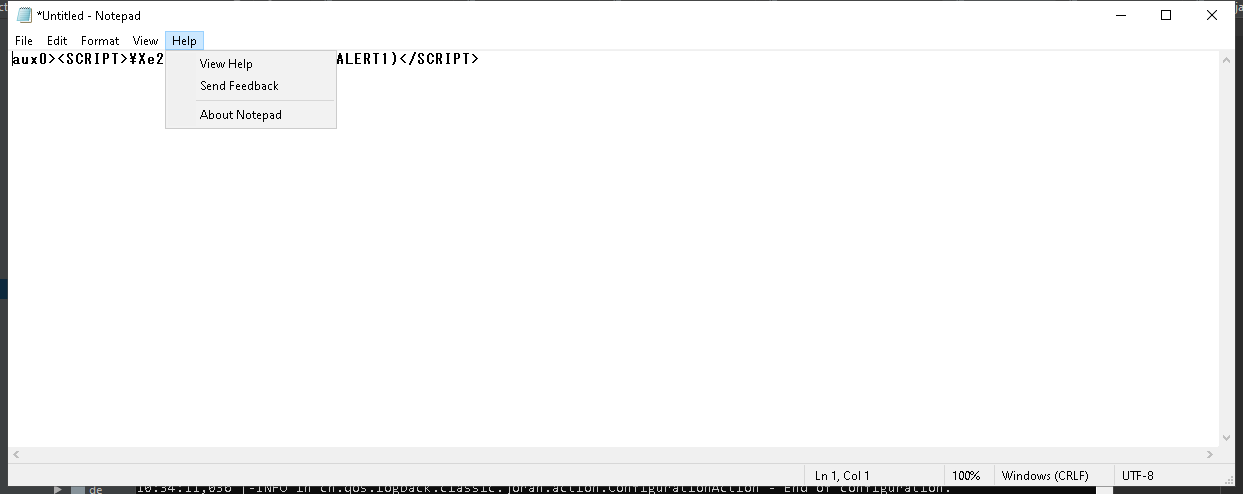 *Untitled - Notepad
File Edit Format View Help
aux0><SCRIPT>¥Xe2 ALERT1)</SCRIPT>
View Help
Send Feedback
About Notepad
Ln 1, Col 1 100% Windows (CRLF) UTF-8
de 10:34:11,036 |-INFO in ch.qos.logback.classic.joran.action.ConfigurationAction - End of configuration.